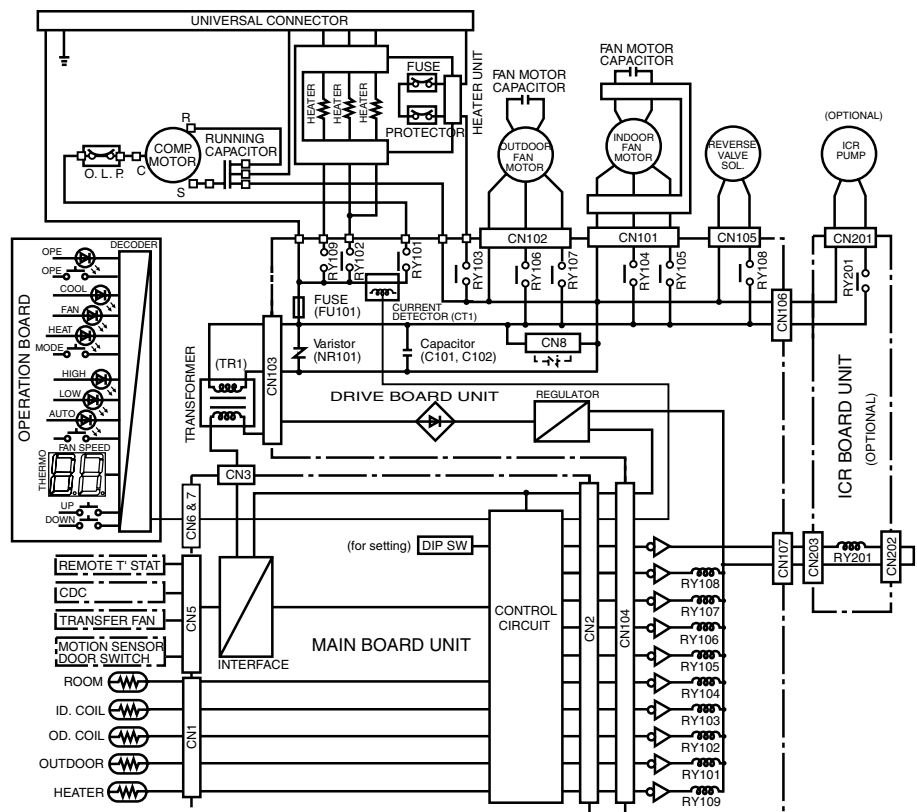 UNIVERSAL CONNECTOR
FUSE
HEATER
HEATER
HEATER
PROTECTOR
HEATER UNIT
FAN MOTOR
CAPACITOR
FAN MOTOR
CAPACITOR
(OPTIONAL)
R
RUNNING
CAPACITOR
COMP
MOTOR
O. L. P.
C
S
OUTDOOR
FAN
MOTOR
INDOOR
FAN
MOTOR
REVERSE
VALVE
SOL.
ICR
PUMP
CN102
CN101
CN105
CN201
RY109
RY102
RY101
RY103
RY106
RY107
RY104
RY105
RY108
RY201
CN106
OPERATION BOARD
DECODER
OPE
OPE
COOL
FAN
HEAT
MODE
HIGH
LOW
AUTO
FAN SPEED
THERMO
UP
DOWN
FUSE
(FU101)
CURRENT
DETECTOR (CT1)
Varistor
(NR101)
Capacitor
(C101, C102)
CN8
TRANSFORMER
(TR1)
CN103
DRIVE BOARD UNIT
REGULATOR
ICR BOARD UNIT
(OPTIONAL)
CN3
CN6 & 7
(for setting)
DIP SW
CN107
CN203
RY201
CN202
REMOTE T' STAT
CDC
TRANSFER FAN
MOTION SENSOR
DOOR SWITCH
CN5
INTERFACE
MAIN BOARD UNIT
CONTROL
CIRCUIT
CN2
CN104
RY108
RY107
RY106
RY105
RY104
RY103
RY102
RY101
RY109
ROOM
ID. COIL
OD. COIL
OUTDOOR
HEATER
CN1